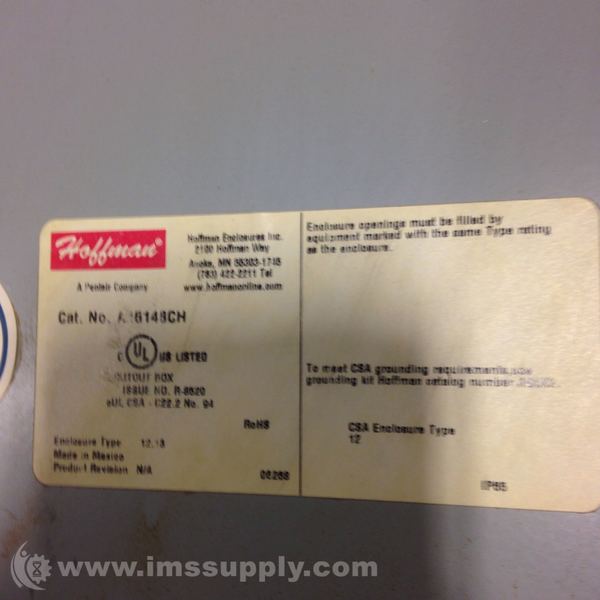 Hoffman®
A Pentair Company
Hoffman Enclosures Inc.
2100 Hoffman Way
Anoka, MN 55303-1745
(763) 422-2211 Tel
www.hoffmanonline.com
Cat. No.
C UL US LISTED
CUTOUT BOX
ISSUE NO. R-8620
cUL CSA - C22.2 No. 94
RoHS
Enclosure Type 12,13
Made in Mexico
Product Revision N/A
Enclosure openings must be filled by
equipment marked with the same Type rating
as the enclosure.
To meet CSA grounding requirements, use
grounding kit Hoffman catalog number
CSA Enclosure Type
12
www.imssupply.com